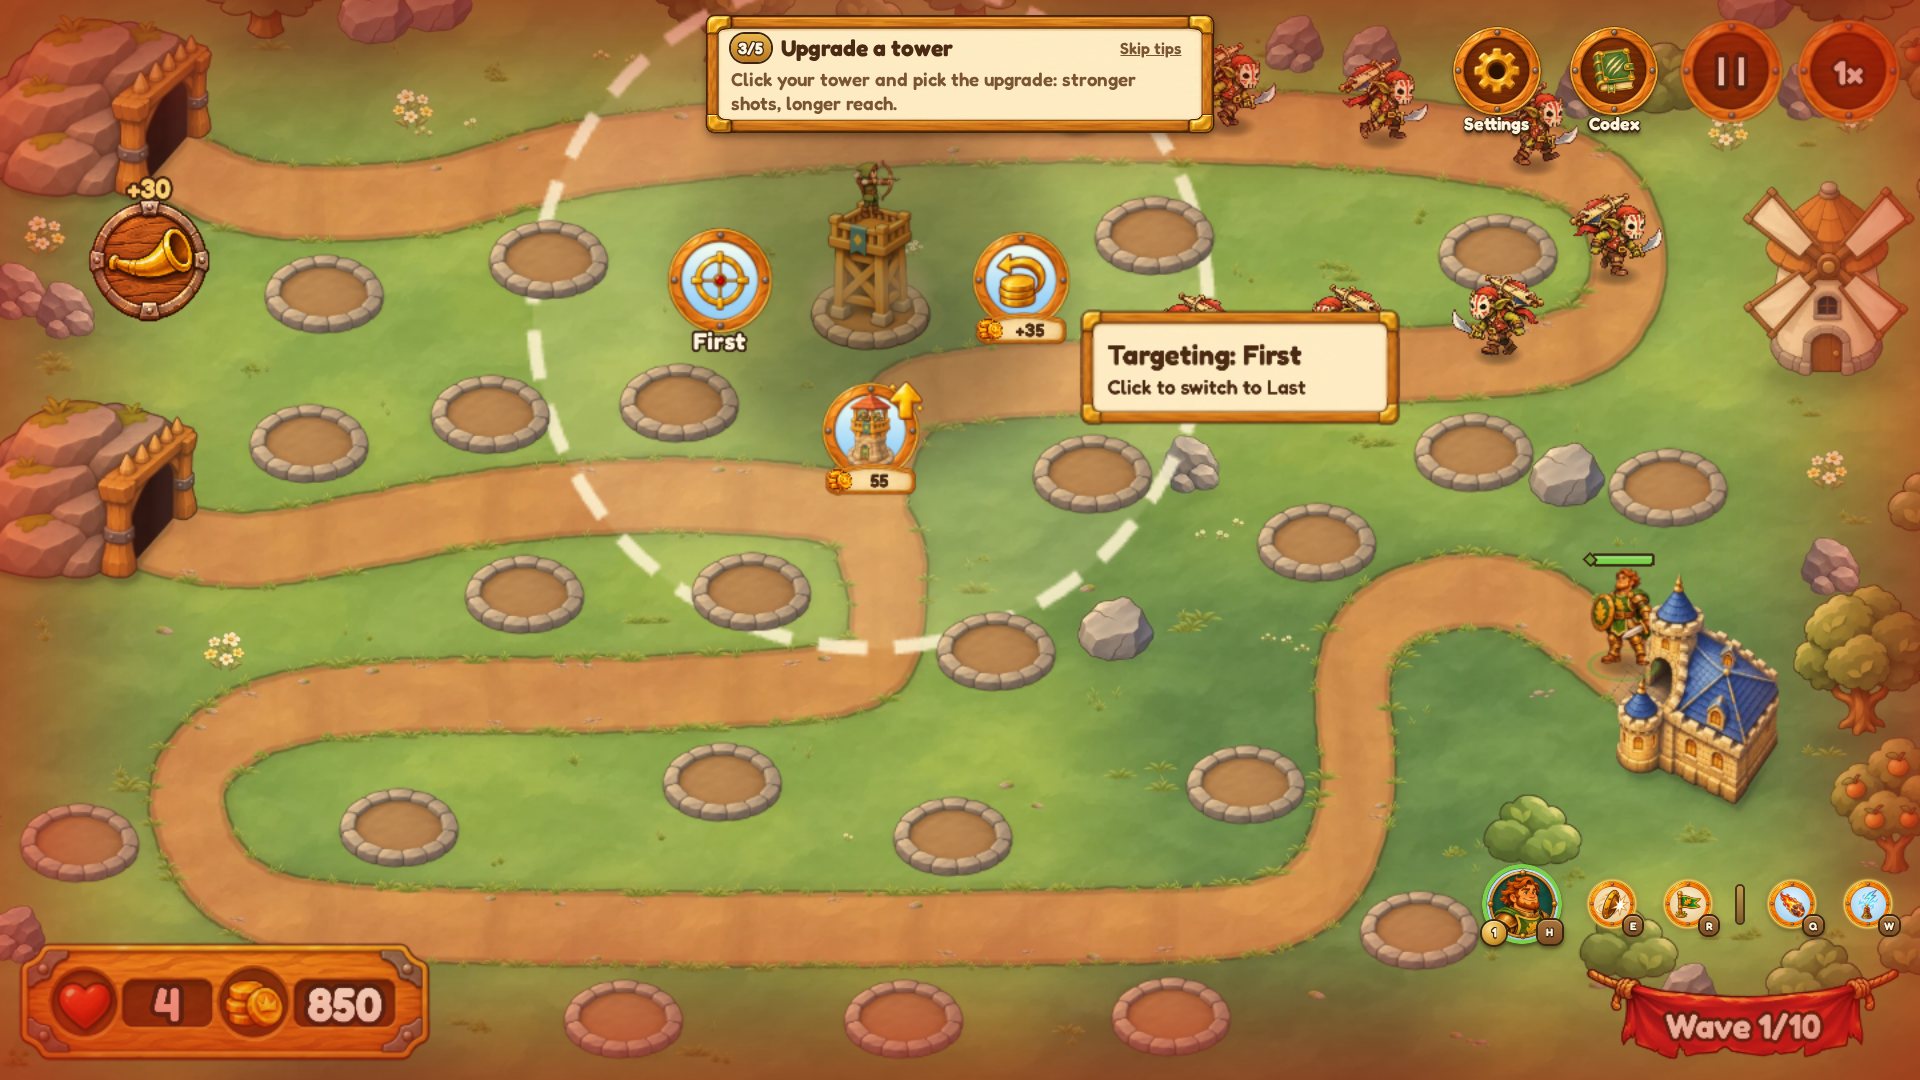 3/5 Upgrade a tower Skip tips
Click your tower and pick the upgrade: stronger
shots, longer reach.
Settings
Codex
1x
+30
First
+35
Targeting: First
Click to switch to Last
55
1
H
E
R
Q
W
4
850
Wave 1/10